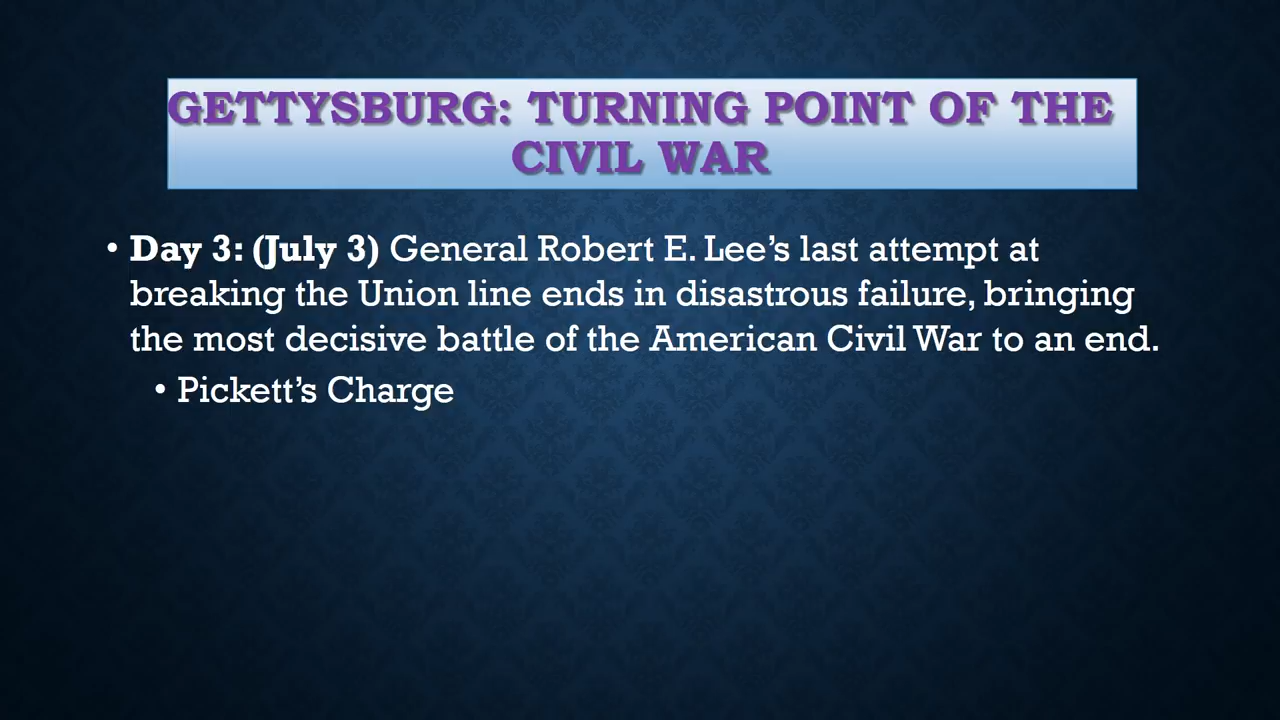 GETTYSBURG: TURNING POINT OF THE
CIVIL WAR
• Day 3: (July 3) General Robert E. Lee’s last attempt at
breaking the Union line ends in disastrous failure, bringing
the most decisive battle of the American Civil War to an end.
• Pickett’s Charge